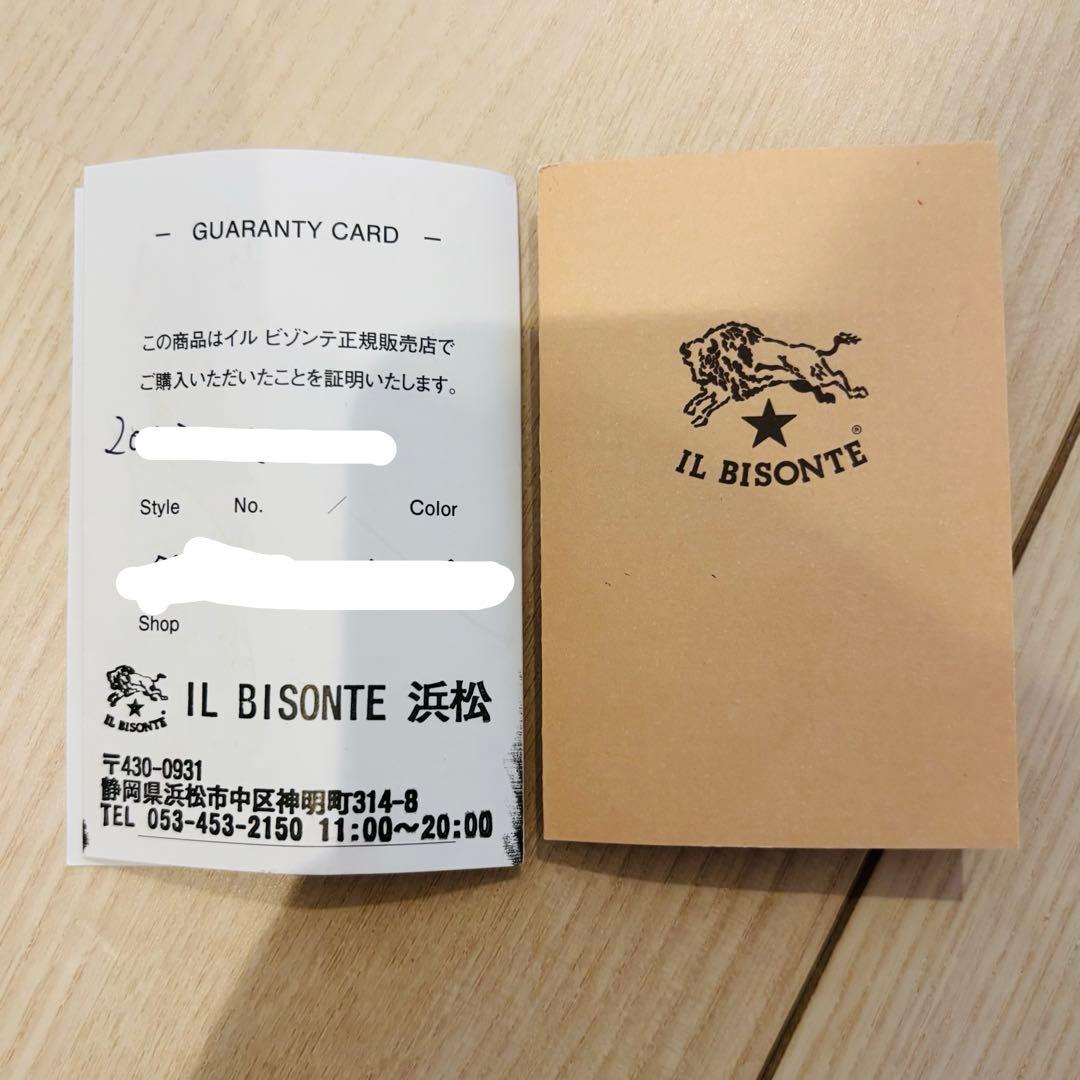 — GUARANTY CARD —
この商品はイル ビゾンテ正規販売店で
ご購入いただいたことを証明いたします。
Style No. / Color
Shop
IL BISONTE
IL BISONTE 浜松
〒430-0931
静岡県浜松市中区神明町314-8
TEL 053-453-2150 11:00〜20:00
IL BISONTE®